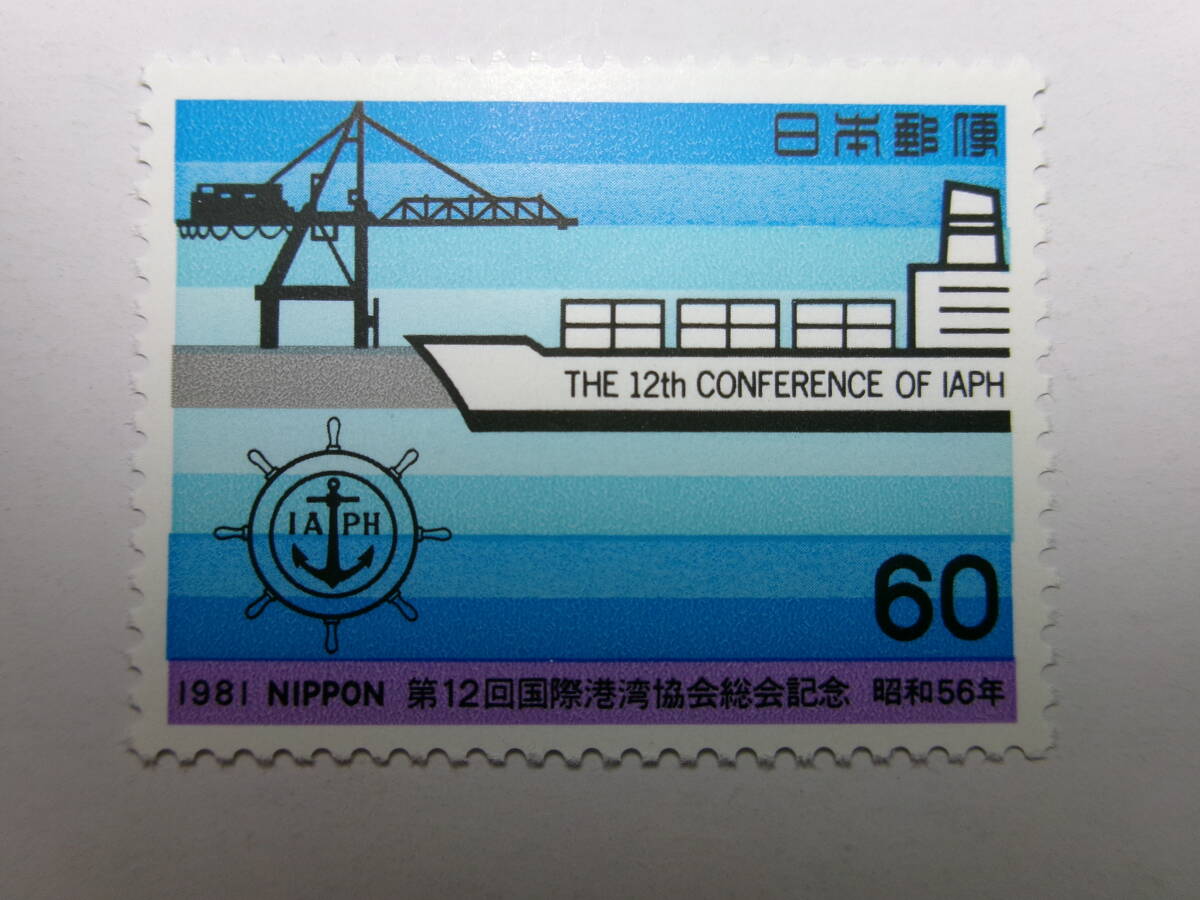 日本郵便
THE 12th CONFERENCE OF IAPH
IAPH
60
1981 NIPPON 第12回国際港湾協会総会記念 昭和56年